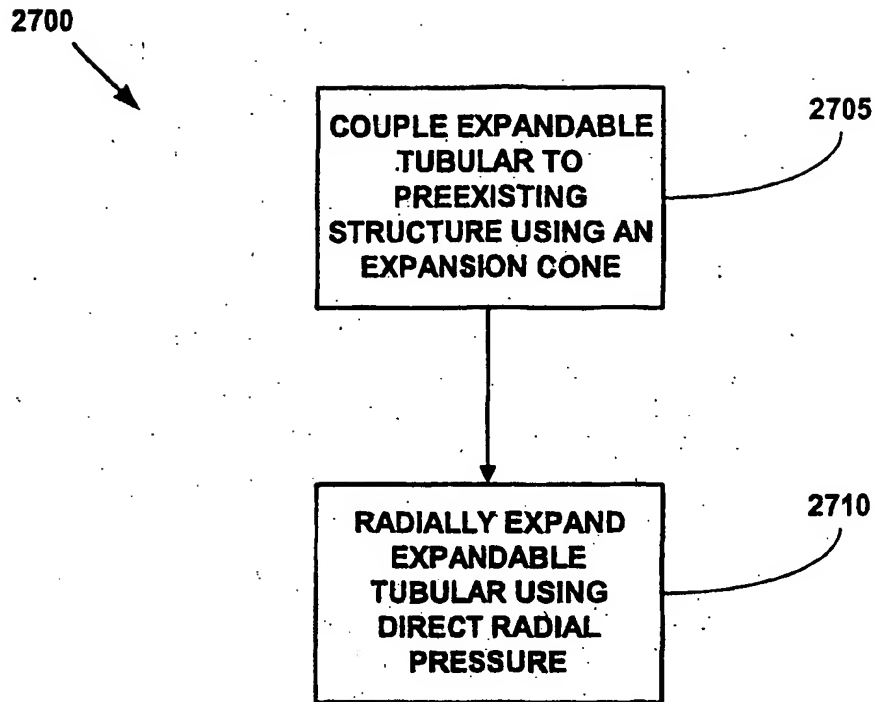 2700
COUPLE EXPANDABLE
TUBULAR TO
PREEXISTING
STRUCTURE USING AN
EXPANSION CONE
2705
RADIALLY EXPAND
EXPANDABLE
TUBULAR USING
DIRECT RADIAL
PRESSURE
2710